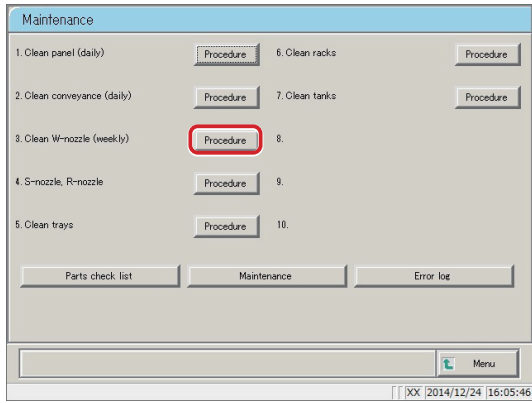 Maintenance
1. Clean panel (daily) Procedure 6. Clean racks Procedure
2. Clean conveyance (daily) Procedure 7. Clean tanks Procedure
3. Clean W-nozzle (weekly) Procedure 8.
4. S-nozzle, R-nozzle Procedure 9.
5. Clean trays Procedure 10.
Parts check list Maintenance Error log
Menu
XX 2014/12/24 16:05:46